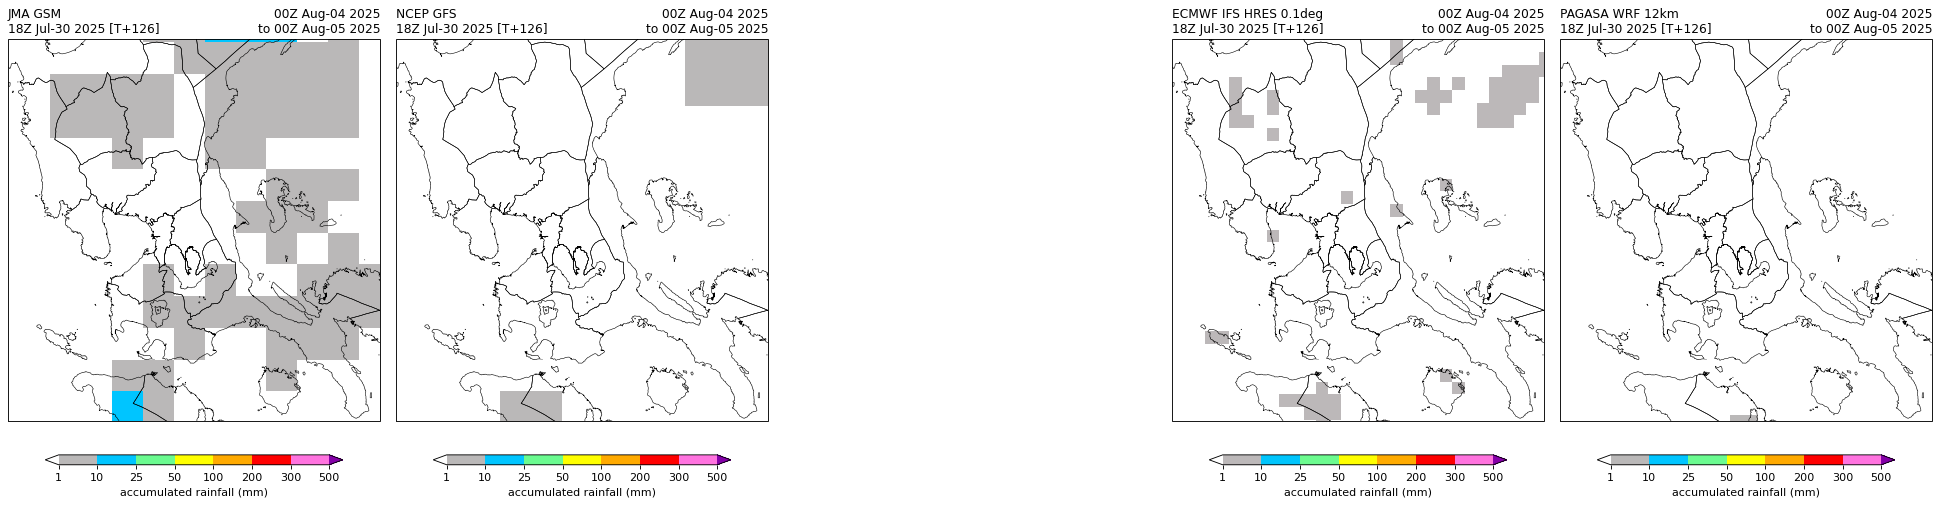 JMA GSM 00Z Aug-04 2025
18Z Jul-30 2025 [T+126] to 00Z Aug-05 2025
NCEP GFS 00Z Aug-04 2025
18Z Jul-30 2025 [T+126] to 00Z Aug-05 2025
ECMWF IFS HRES 0.1deg 00Z Aug-04 2025
18Z Jul-30 2025 [T+126] to 00Z Aug-05 2025
PAGASA WRF 12km 00Z Aug-04 2025
18Z Jul-30 2025 [T+126] to 00Z Aug-05 2025
1 10 25 50 100 200 300 500
accumulated rainfall (mm)
1 10 25 50 100 200 300 500
accumulated rainfall (mm)
1 10 25 50 100 200 300 500
accumulated rainfall (mm)
1 10 25 50 100 200 300 500
accumulated rainfall (mm)